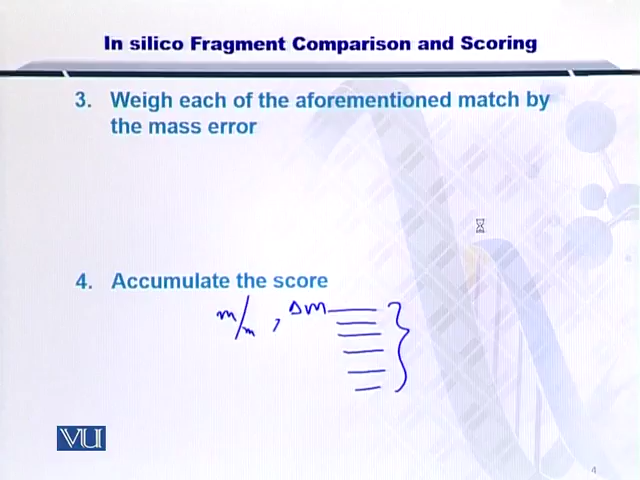 In silico Fragment Comparison and Scoring
3. Weigh each of the aforementioned match by
the mass error
4. Accumulate the score
m/m , Δm
VU
4